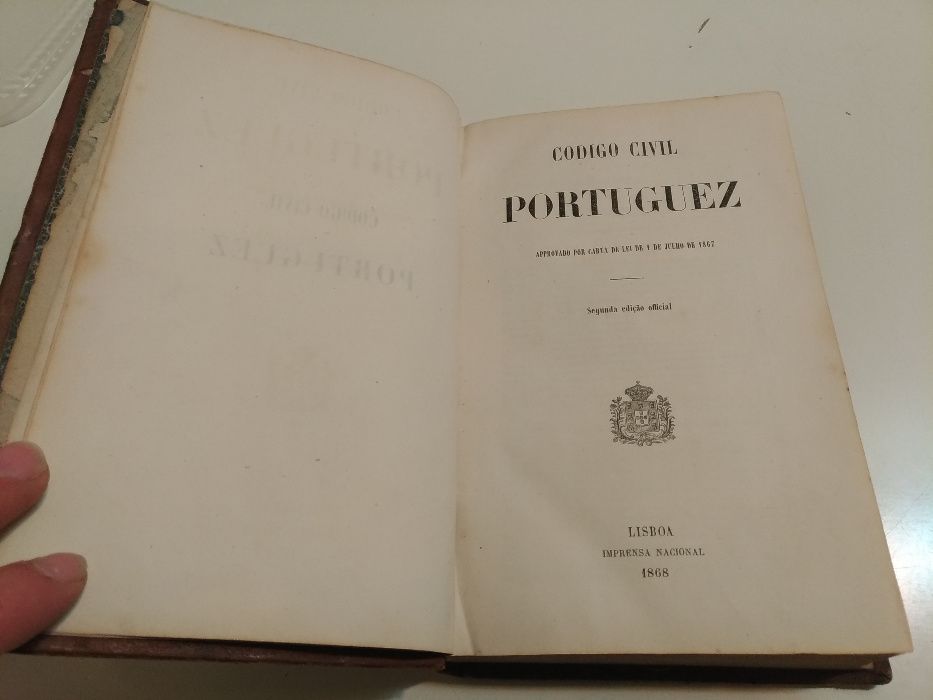 CODIGO CIVIL
PORTUGUEZ
APPROVADO POR CARTA DE LEI DE 1 DE JULHO DE 1867
Segunda edição official
LISBOA
IMPRENSA NACIONAL
1868